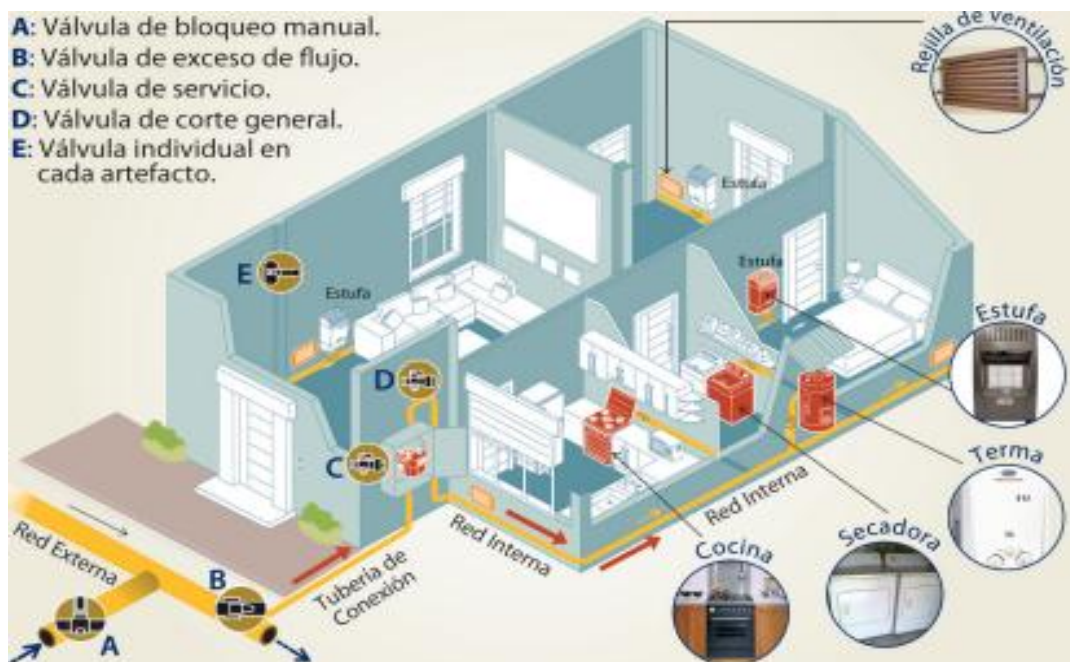 A: Válvula de bloqueo manual.
B: Válvula de exceso de flujo.
C: Válvula de servicio.
D: Válvula de corte general.
E: Válvula individual en
cada artefacto.
Rejilla de ventilación
Estufa
Estufa
E
Estufa
Estufa
D
C
Terma
Red Interna
Secadora
Red Interna
Cocina
Red Externa
B
Tuberia de
Conexión
A